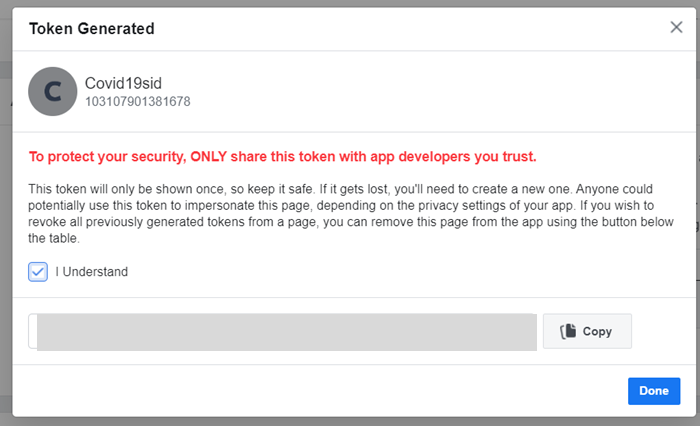 Token Generated
C
Covid19sid
103107901381678
To protect your security, ONLY share this token with app developers you trust.
This token will only be shown once, so keep it safe. If it gets lost, you'll need to create a new one. Anyone could
potentially use this token to impersonate this page, depending on the privacy settings of your app. If you wish to
revoke all previously generated tokens from a page, you can remove this page from the app using the button below
the table.
I Understand
Copy
Done